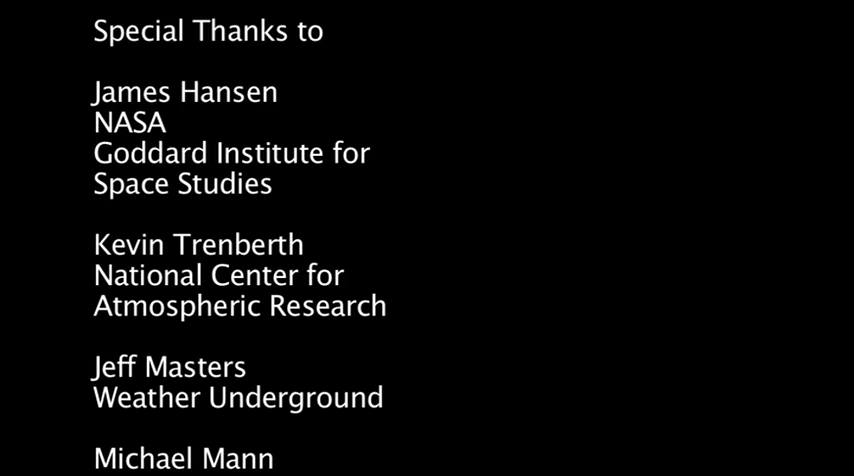 Special Thanks to
James Hansen
NASA
Goddard Institute for
Space Studies
Kevin Trenberth
National Center for
Atmospheric Research
Jeff Masters
Weather Underground
Michael Mann